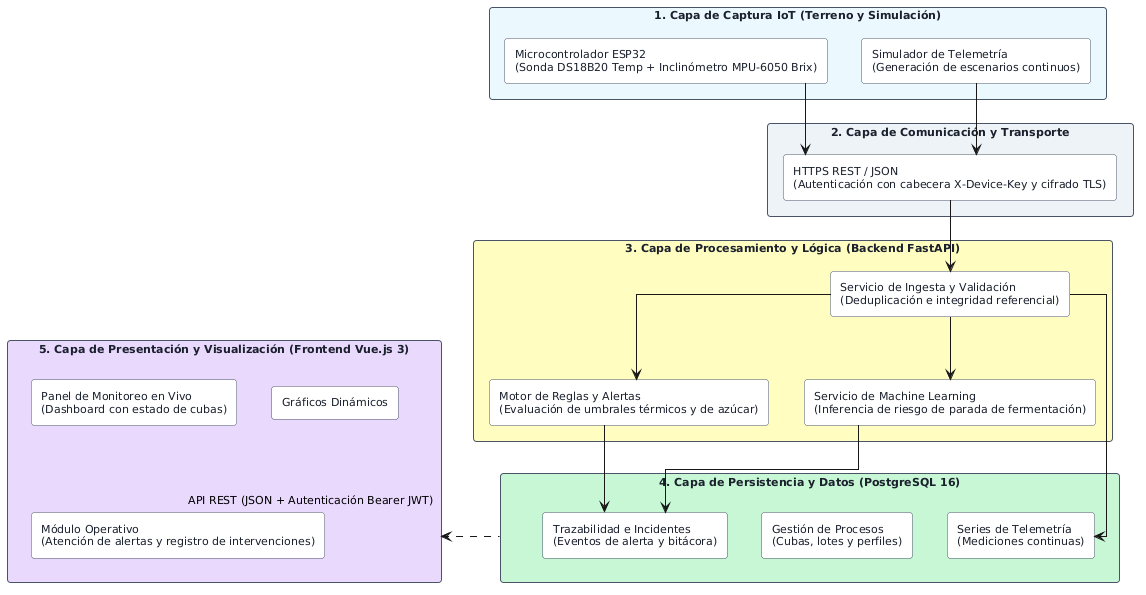 1. Capa de Captura IoT (Terreno y Simulación)
Microcontrolador ESP32
(Sonda DS18B20 Temp + Inclinómetro MPU-6050 Brix)
Simulador de Telemetría
(Generación de escenarios continuos)
2. Capa de Comunicación y Transporte
HTTPS REST / JSON
(Autenticación con cabecera X-Device-Key y cifrado TLS)
3. Capa de Procesamiento y Lógica (Backend FastAPI)
Servicio de Ingesta y Validación
(Deduplicación e integridad referencial)
Motor de Reglas y Alertas
(Evaluación de umbrales térmicos y de azúcar)
Servicio de Machine Learning
(Inferencia de riesgo de parada de fermentación)
5. Capa de Presentación y Visualización (Frontend Vue.js 3)
Panel de Monitoreo en Vivo
(Dashboard con estado de cubas)
Gráficos Dinámicos
API REST (JSON + Autenticación Bearer JWT)
Módulo Operativo
(Atención de alertas y registro de intervenciones)
4. Capa de Persistencia y Datos (PostgreSQL 16)
Trazabilidad e Incidentes
(Eventos de alerta y bitácora)
Gestión de Procesos
(Cubas, lotes y perfiles)
Series de Telemetría
(Mediciones continuas)